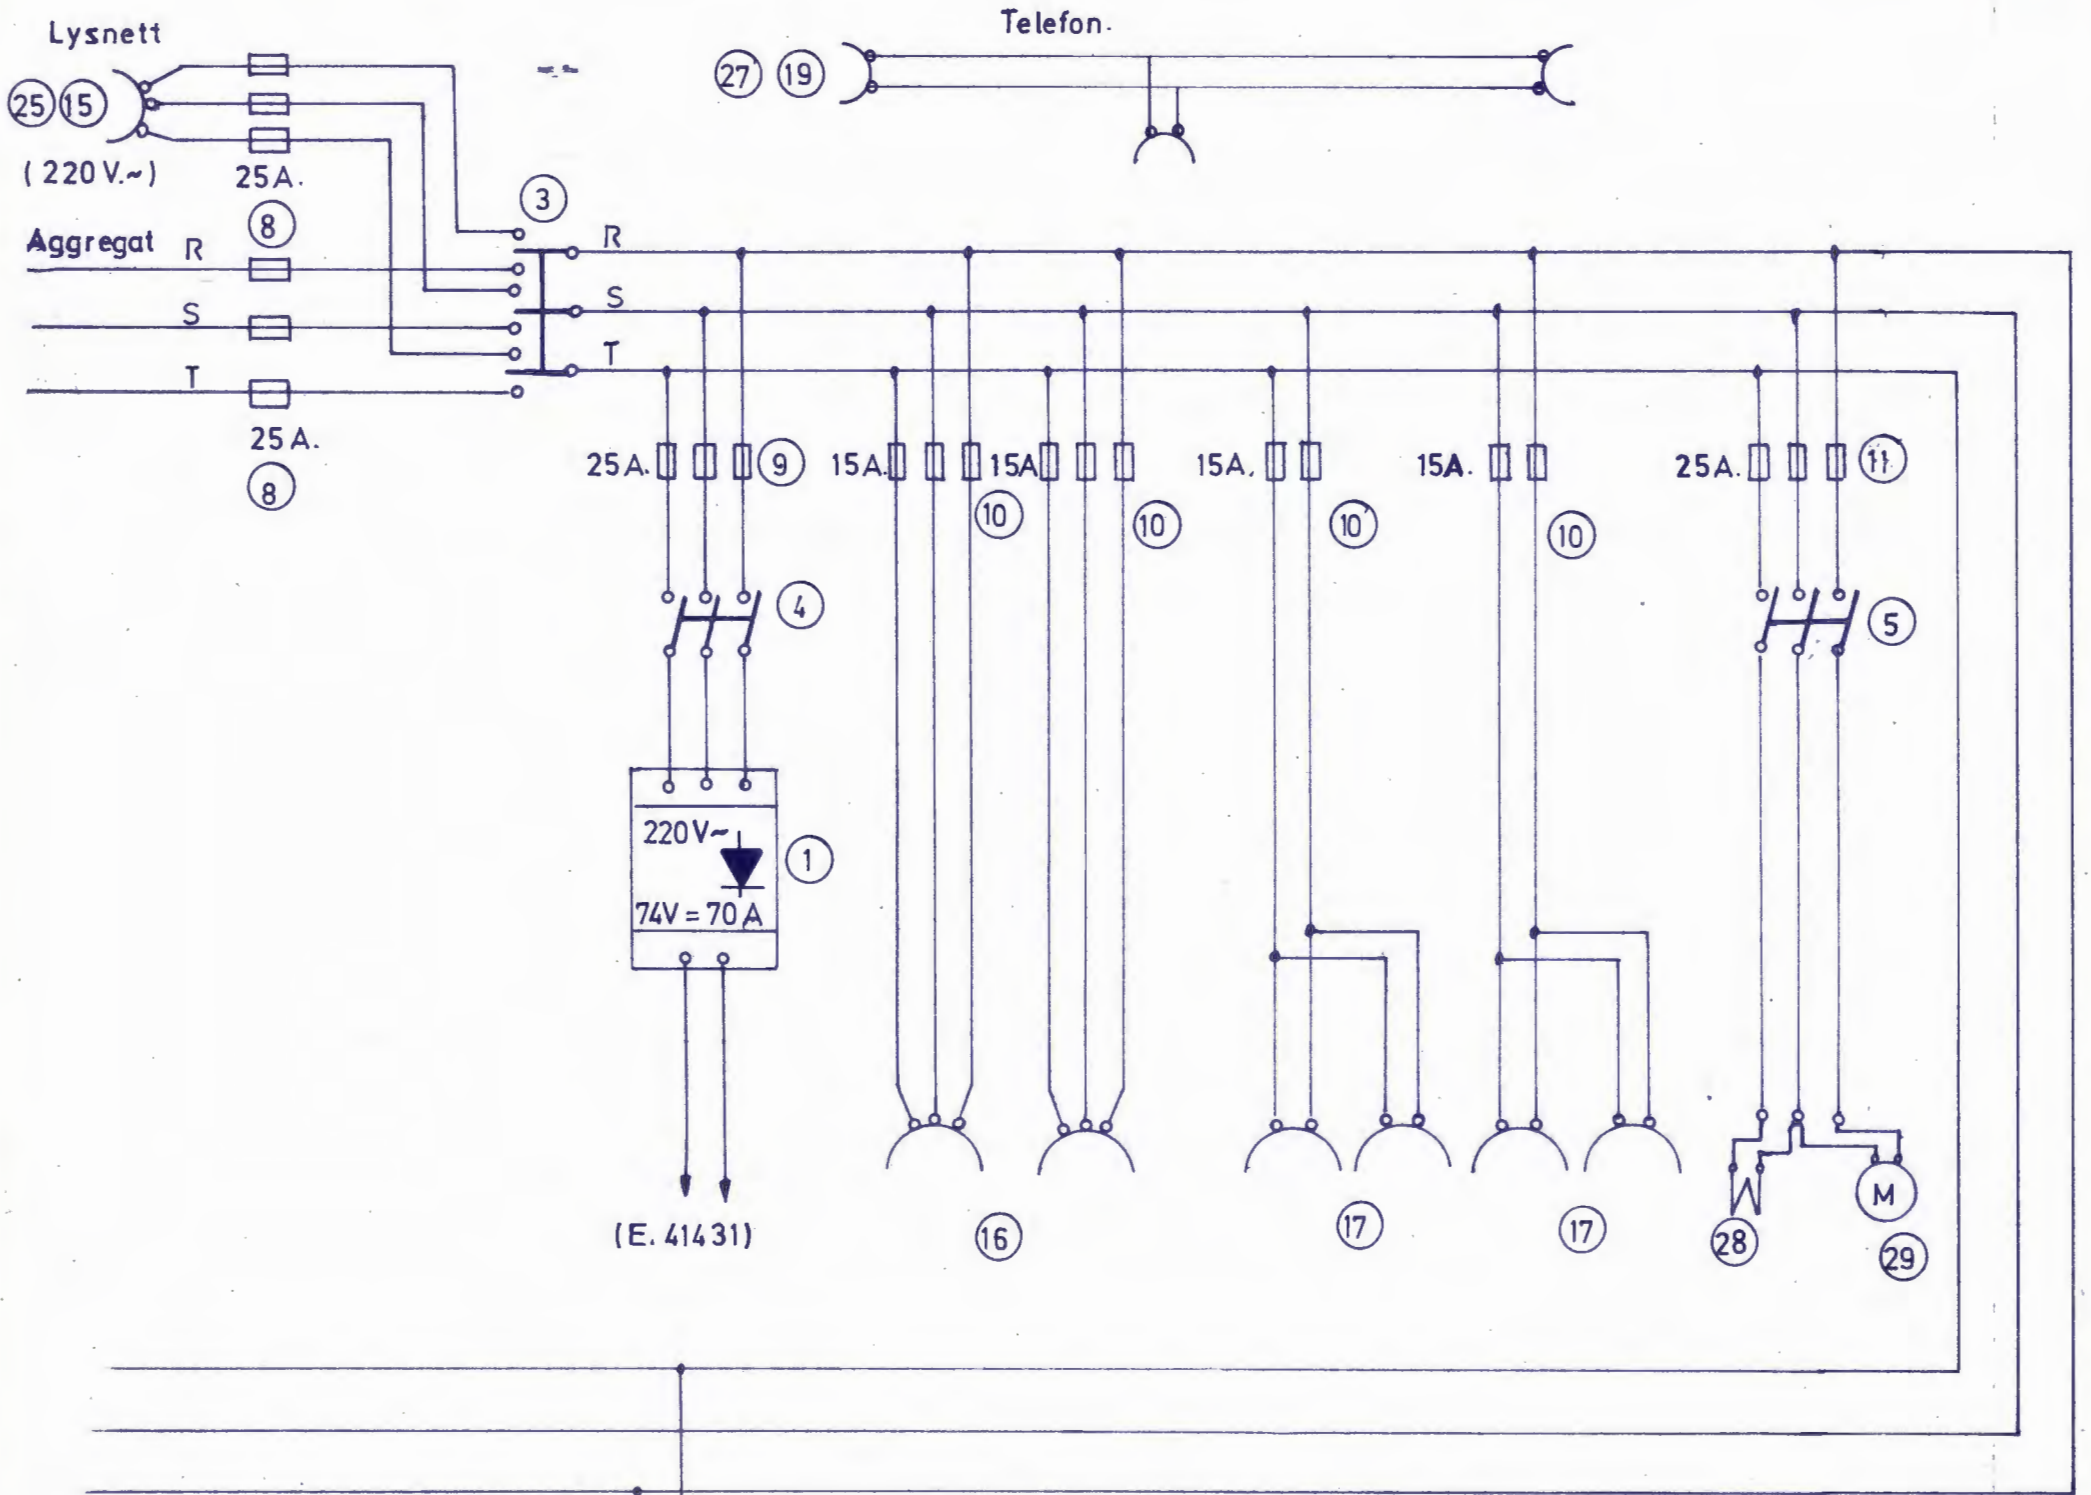 Lysnett
Telefon.
25 15
27 19
(220 V.~)
25A.
3
8
Aggregat R
R
S
S
T
T
25 A.
8
25A. 9
15A.
15A
15A.
15A.
25A. 11
10
10
10
10
4
5
220 V~
1
74V = 70 A
M
(E. 41431)
16
17
17
28
29